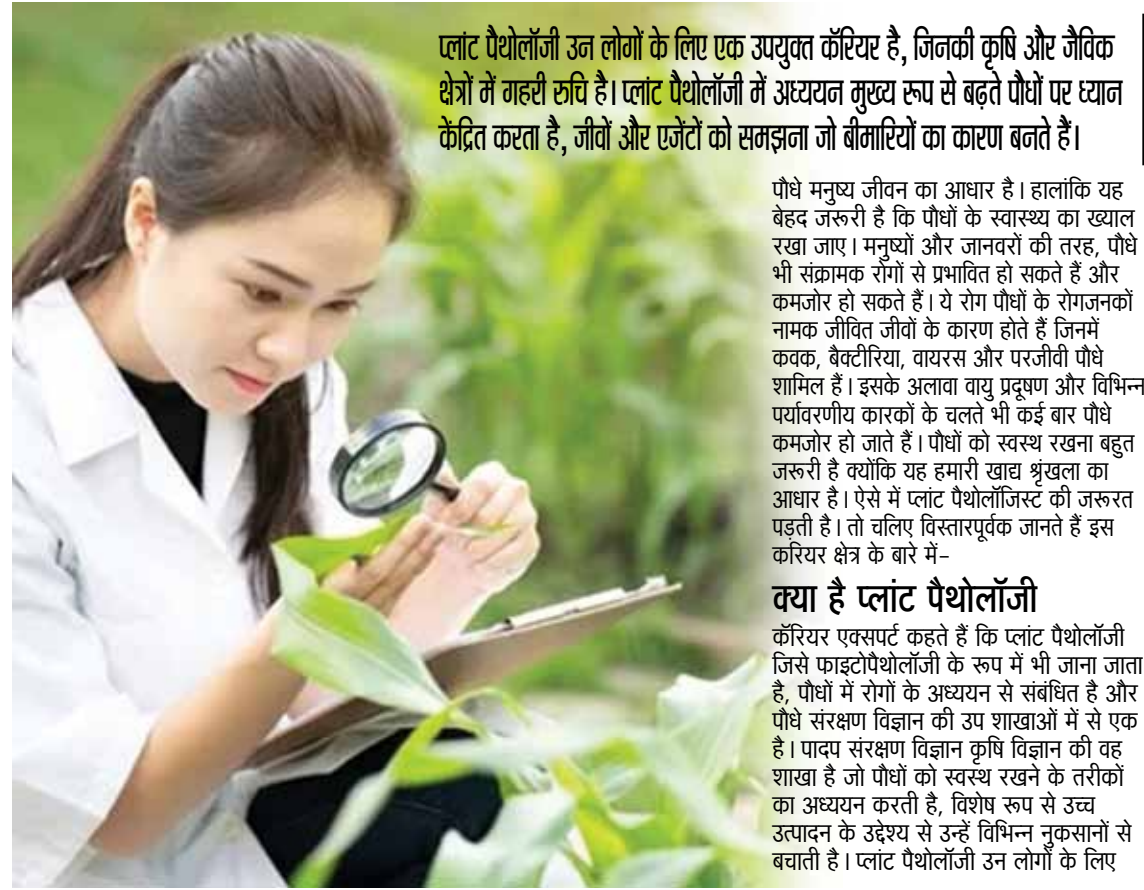 प्लांट पैथोलॉजी उन लोगों के लिए एक उपयुक्त कॅरियर है, जिनकी कृषि और जैविक
क्षेत्रों में गहरी रुचि है। प्लांट पैथोलॉजी में अध्ययन मुख्य रूप से बढ़ते पौधों पर ध्यान
केंद्रित करता है, जीवों और एजेंटों को समझना जो बीमारियों का कारण बनते हैं।
पौधे मनुष्य जीवन का आधार है। हालांकि यह
बेहद जरूरी है कि पौधों के स्वास्थ्य का ख्याल
रखा जाए। मनुष्यों और जानवरों की तरह, पौधे
भी संक्रामक रोगों से प्रभावित हो सकते हैं और
कमजोर हो सकते हैं। ये रोग पौधों के रोगजनकों
नामक जीवित जीवों के कारण होते हैं जिनमें
कवक, बैक्टीरिया, वायरस और परजीवी पौधे
शामिल हैं। इसके अलावा वायु प्रदूषण और विभिन्न
पर्यावरणीय कारकों के चलते भी कई बार पौधे
कमजोर हो जाते हैं। पौधों को स्वस्थ रखना बहुत
जरूरी है क्योंकि यह हमारी खाद्य श्रृंखला का
आधार है। ऐसे में प्लांट पैथोलॉजिस्ट की जरूरत
पड़ती है। तो चलिए विस्तारपूर्वक जानते हैं इस
करियर क्षेत्र के बारे में-
क्या है प्लांट पैथोलॉजी
कॅरियर एक्सपर्ट कहते हैं कि प्लांट पैथोलॉजी
जिसे फाइटोपैथोलॉजी के रूप में भी जाना जाता
है, पौधों में रोगों के अध्ययन से संबंधित है और
पौधे संरक्षण विज्ञान की उप शाखाओं में से एक
है। पादप संरक्षण विज्ञान कृषि विज्ञान की वह
शाखा है जो पौधों को स्वस्थ रखने के तरीकों
का अध्ययन करती है, विशेष रूप से उच्च
उत्पादन के उद्देश्य से उन्हें विभिन्न नुकसानों से
बचाती है। प्लांट पैथोलॉजी उन लोगों के लिए